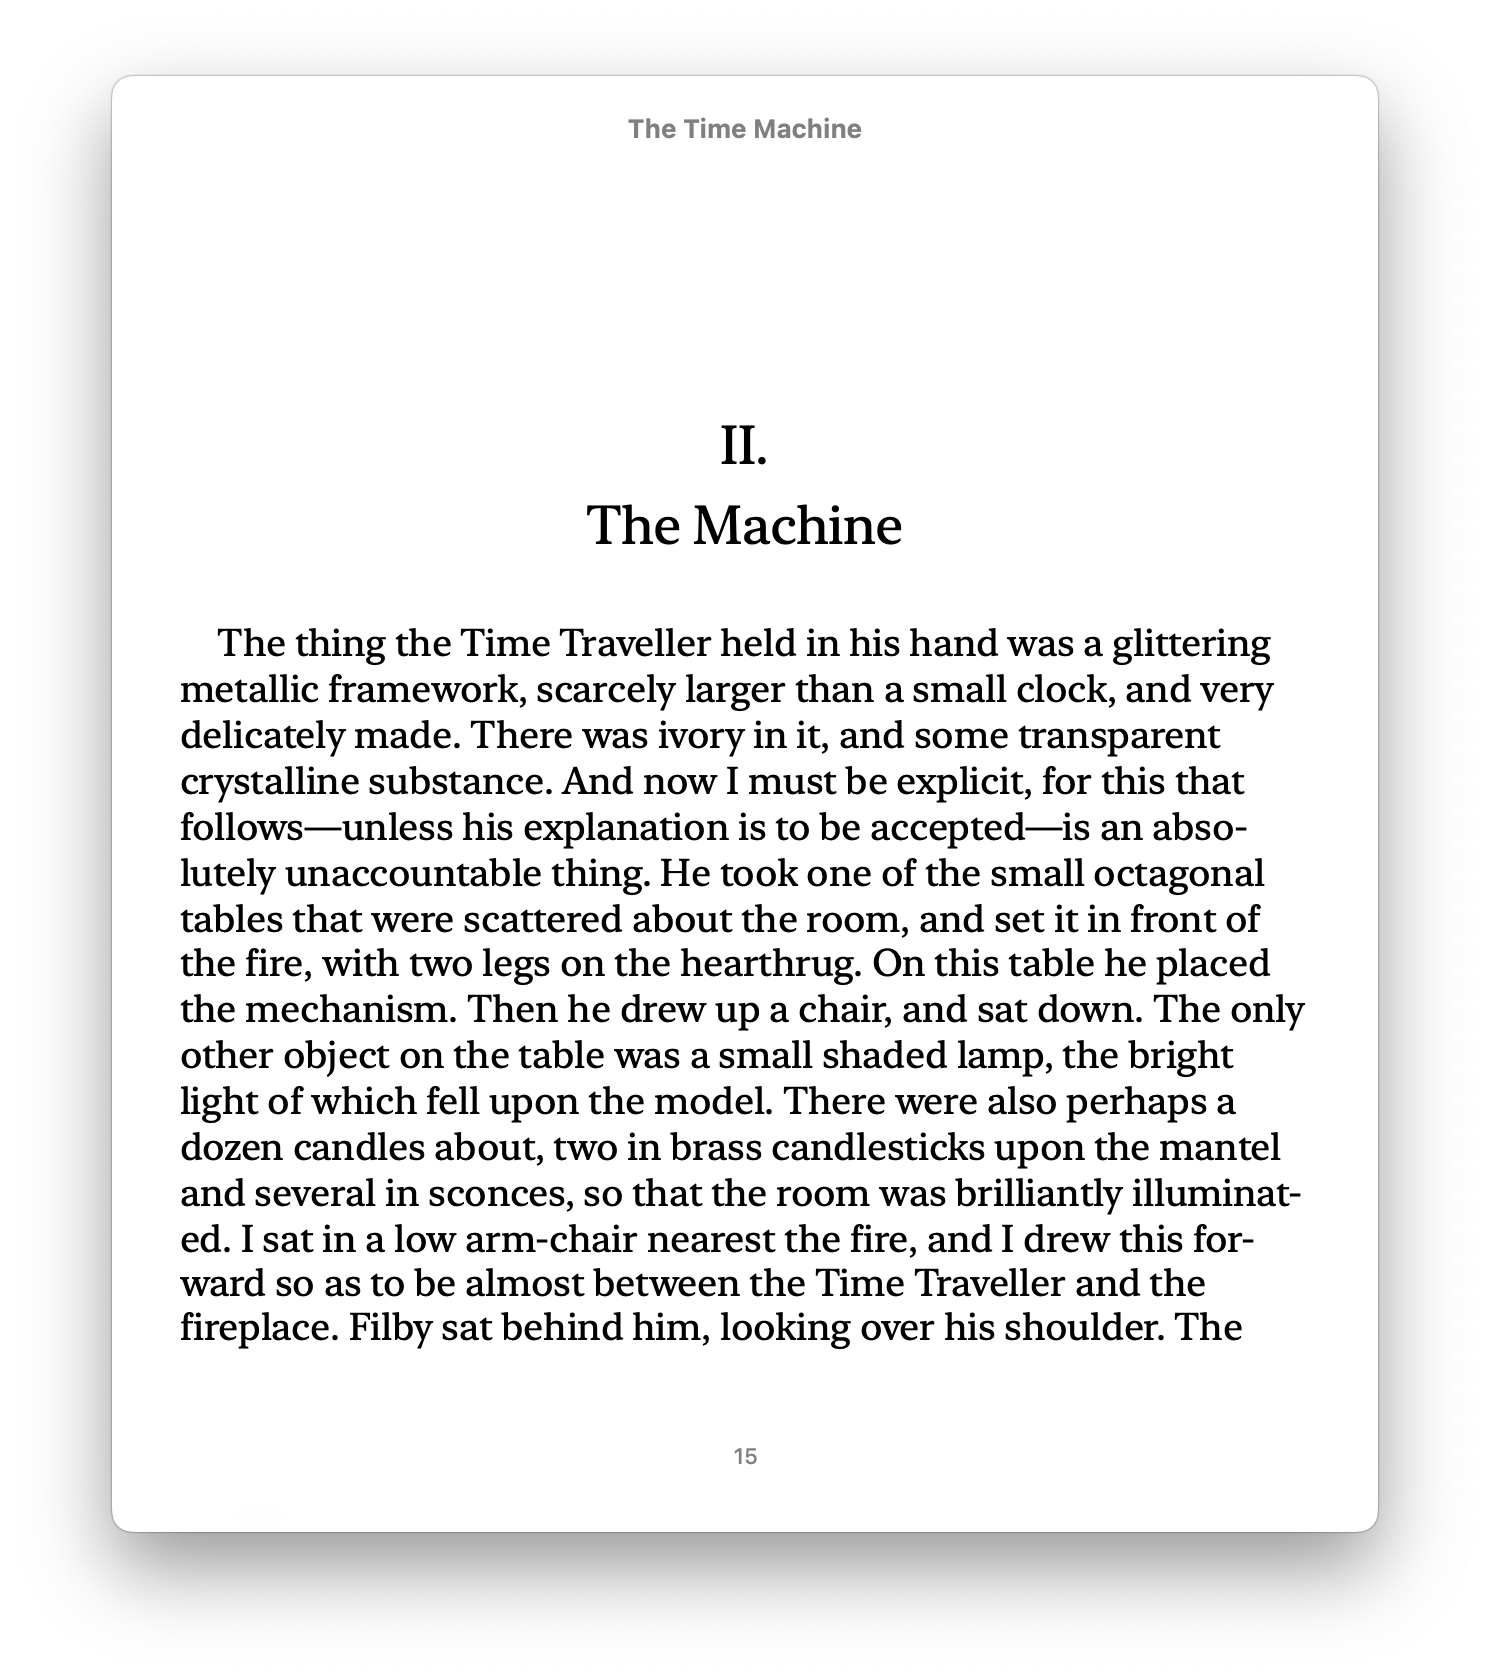 The Time Machine
II.
The Machine
The thing the Time Traveller held in his hand was a glittering
metallic framework, scarcely larger than a small clock, and very
delicately made. There was ivory in it, and some transparent
crystalline substance. And now I must be explicit, for this that
follows—unless his explanation is to be accepted—is an abso-
lutely unaccountable thing. He took one of the small octagonal
tables that were scattered about the room, and set it in front of
the fire, with two legs on the hearthrug. On this table he placed
the mechanism. Then he drew up a chair, and sat down. The only
other object on the table was a small shaded lamp, the bright
light of which fell upon the model. There were also perhaps a
dozen candles about, two in brass candlesticks upon the mantel
and several in sconces, so that the room was brilliantly illuminat-
ed. I sat in a low arm-chair nearest the fire, and I drew this for-
ward so as to be almost between the Time Traveller and the
fireplace. Filby sat behind him, looking over his shoulder. The
15